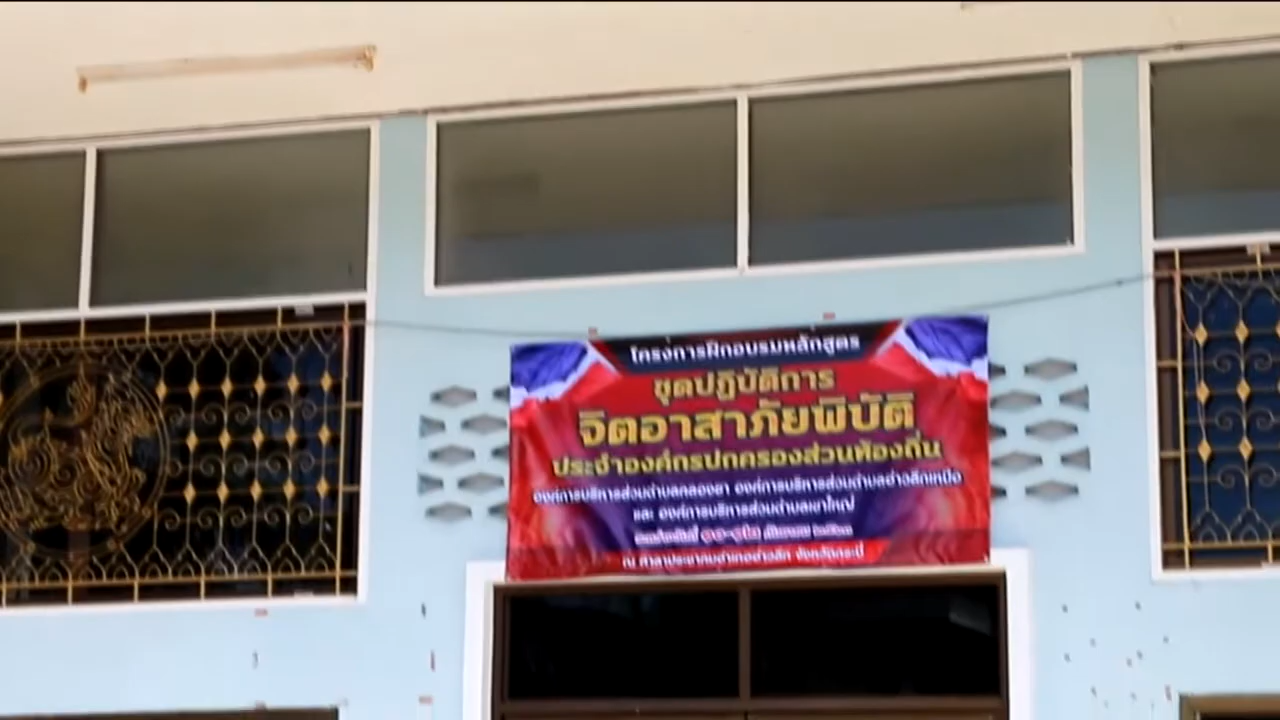 โครงการฝึกอบรมหลักสูตร
ชุดปฏิบัติการ
จิตอาสาภัยพิบัติ
ประจำองค์กรปกครองส่วนท้องถิ่น
องค์การบริหารส่วนตำบลคลองยา องค์การบริหารส่วนตำบลอ่าวลึกเหนือ
และ องค์การบริหารส่วนตำบลเขาใหญ่
ณ ศาลาประชาคมอำเภออ่าวลึก จังหวัดกระบี่